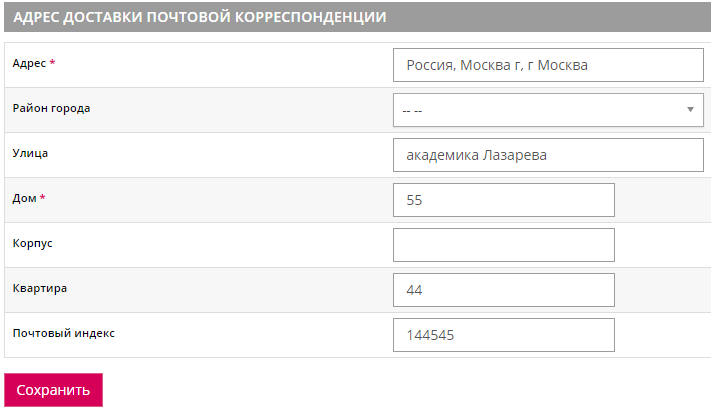 АДРЕС ДОСТАВКИ ПОЧТОВОЙ КОРРЕСПОНДЕНЦИИ
Адрес * Россия, Москва г, г Москва
Район города -- --
Улица академика Лазарева
Дом * 55
Корпус
Квартира 44
Почтовый индекс 144545
Сохранить